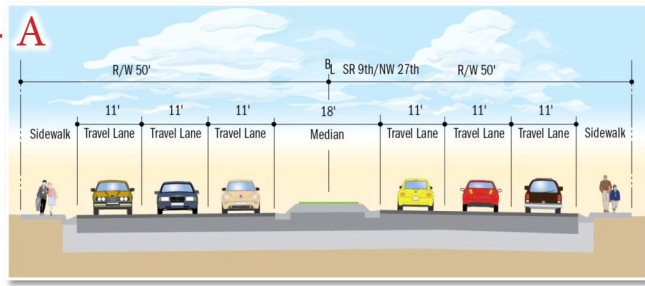 A
R/W 50' BL SR 9th/NW 27th R/W 50'
11' 11' 11' 18' 11' 11' 11'
Sidewalk Travel Lane Travel Lane Travel Lane Median Travel Lane Travel Lane Travel Lane Sidewalk